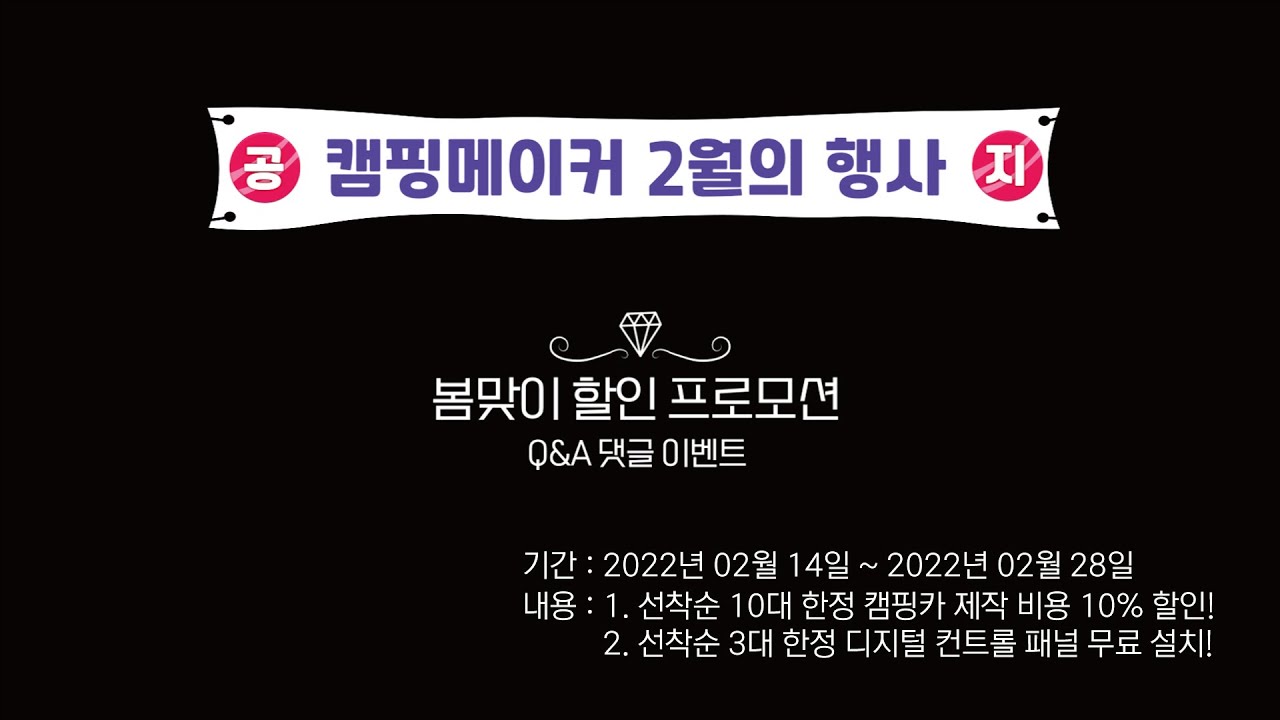 공 캠핑메이커 2월의 행사 지
봄맞이 할인 프로모션
Q&A 댓글 이벤트
기간 : 2022년 02월 14일 ~ 2022년 02월 28일
내용 : 1. 선착순 10대 한정 캠핑카 제작 비용 10% 할인!
2. 선착순 3대 한정 디지털 컨트롤 패널 무료 설치!